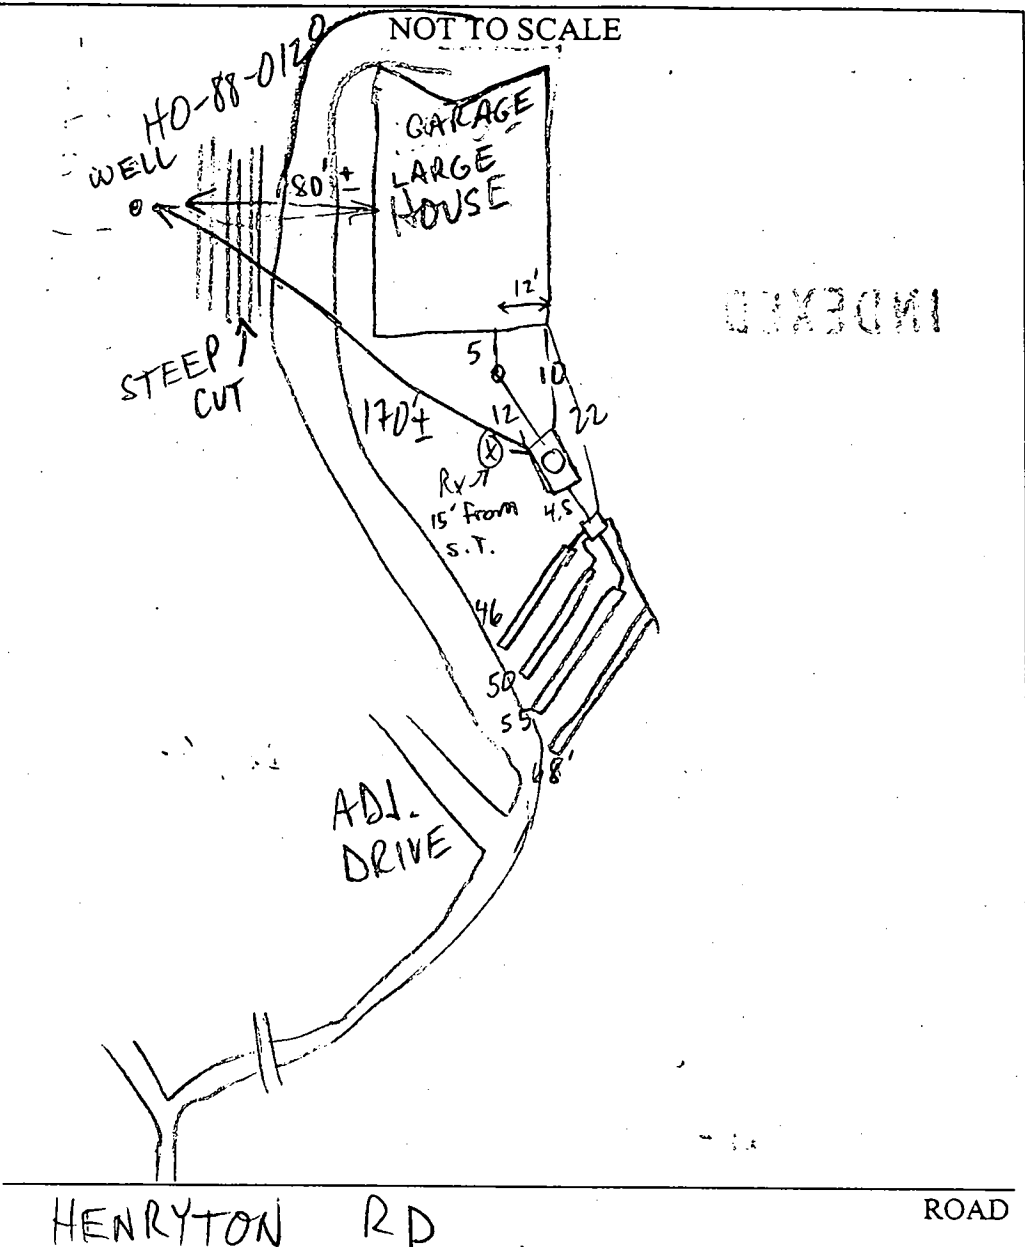 NOT TO SCALE
HO-88-0120
WELL
GARAGE
LARGE
HOUSE
80' ±
12'
INDEXED
STEEP
CUT
5
10
170' ±
12
22
Rx
15' from
S.T.
4.5
46
50
55
68'
ADJ.
DRIVE
HENRYTON RD
ROAD